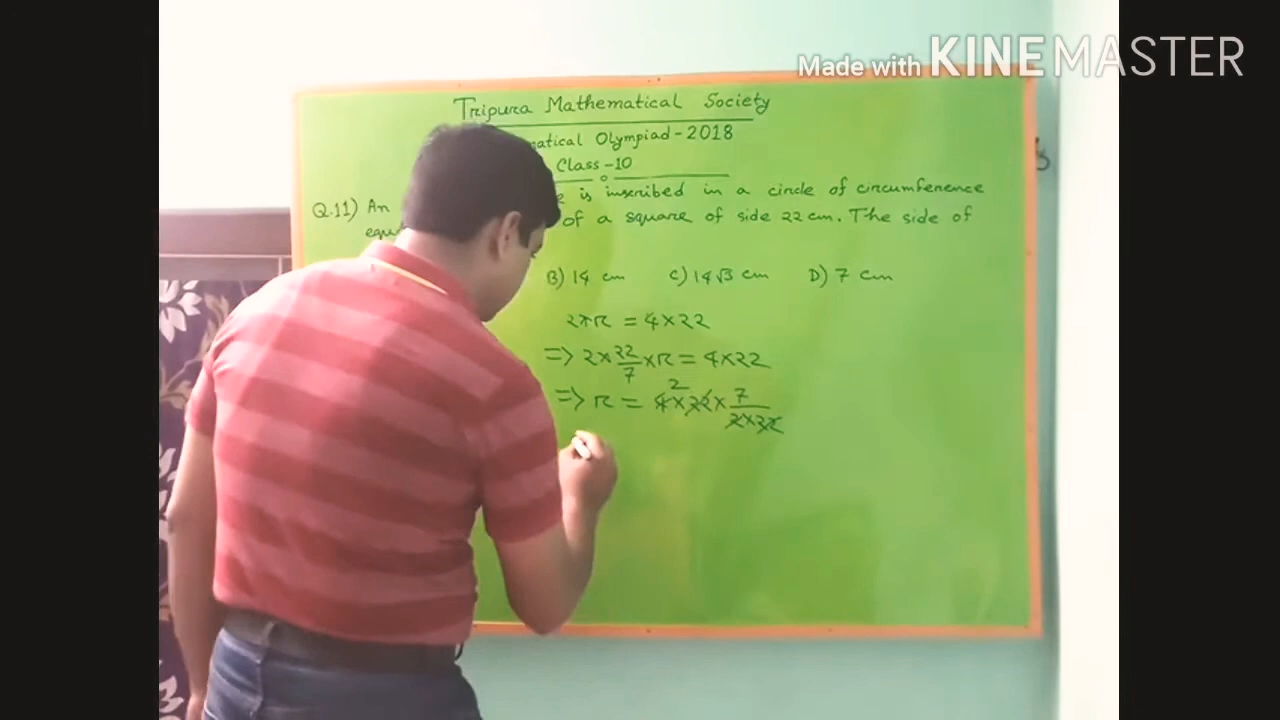 Made with KINEMASTER
Tripura Mathematical Society
Olympiad - 2018
Class - 10
Q.11) An is inscribed in a circle of circumference
of a square of side 22 cm. The side of
B) 14 cm C) 14√3 cm D) 7 cm
2πr = 4×22
=> 2×22/7×r = 4×22
=> r = 4×22×7/2×22
2